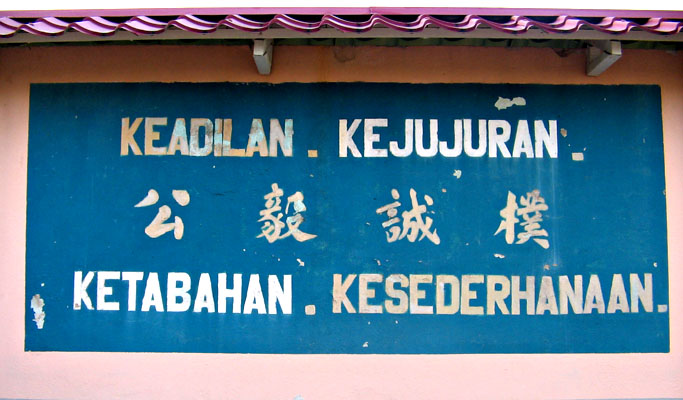 KEADILAN. KEJUJURAN.
公 毅 誠 樸
KETABAHAN. KESEDERHANAAN.